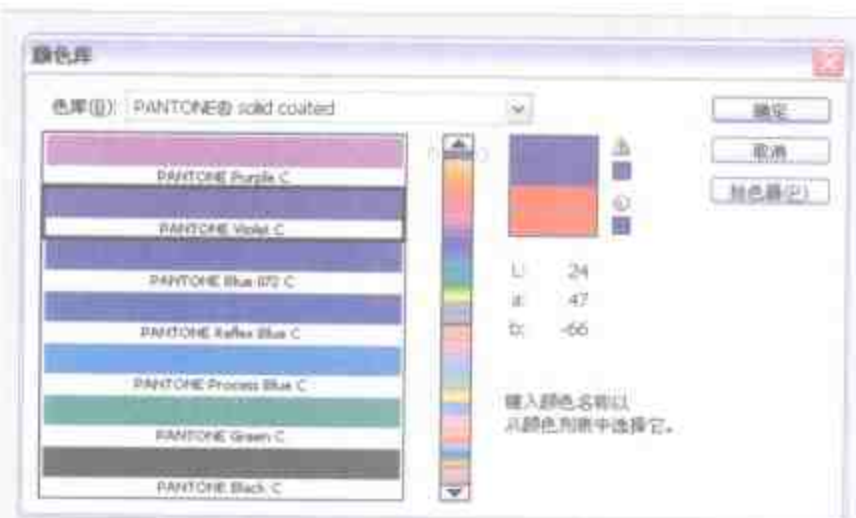 颜色库
色库(B): PANTONE® solid coated
PANTONE Purple C
PANTONE Violet C
PANTONE Blue 072 C
PANTONE Reflex Blue C
PANTONE Process Blue C
PANTONE Green C
PANTONE Black C
确定
取消
拾色器(P)
L: 24
a: 47
b: -66
键入颜色名称以
从颜色列表中选择它。